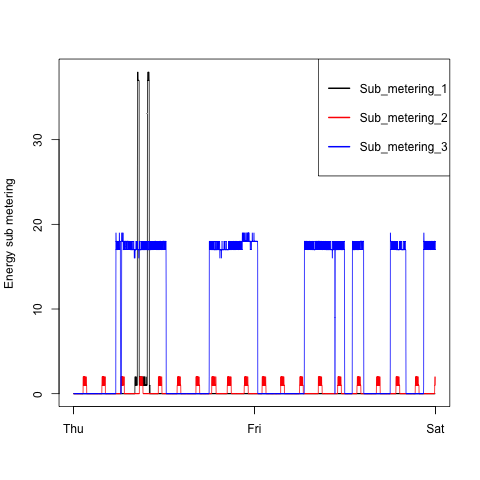 Sub_metering_1
Sub_metering_2
Sub_metering_3
Energy sub metering
30
20
10
0
Thu Fri Sat